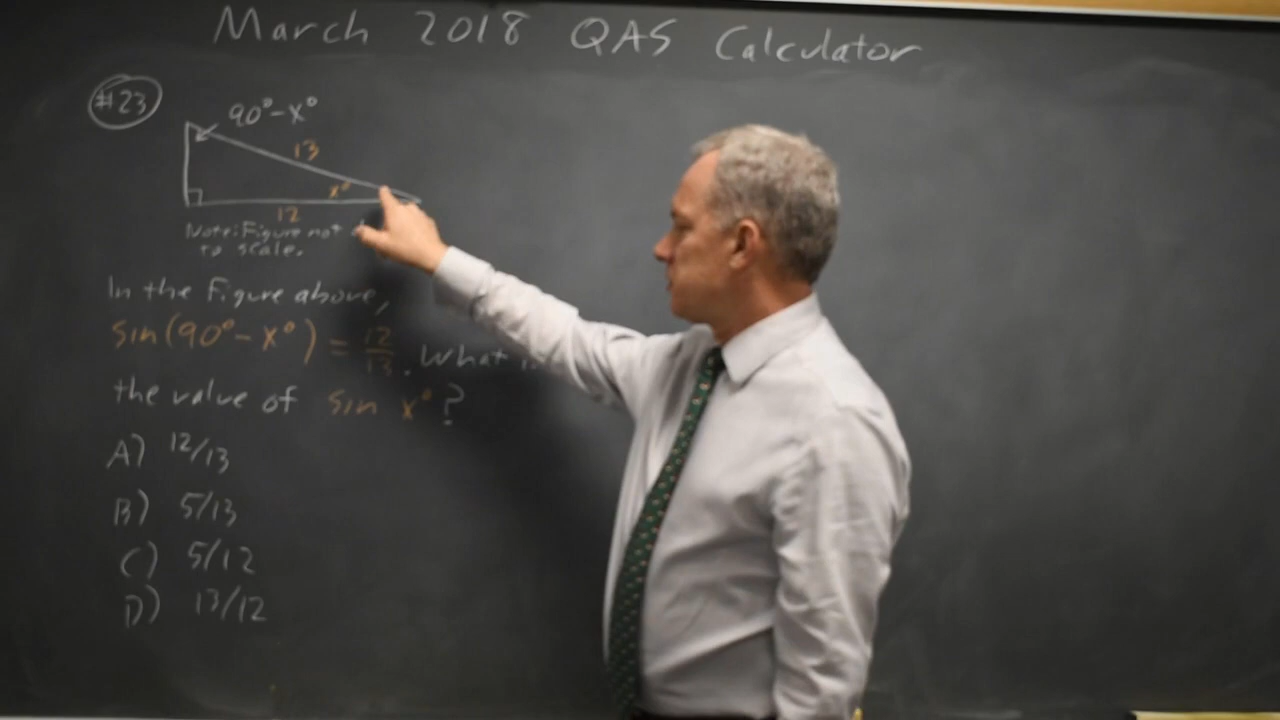 March 2018 QAS Calculator
#23
90°-x°
13
x°
12
Note: Figure not
to scale.
In the Figure above,
sin(90°-x°) = 12/13. What
the value of sin x°?
A) 12/13
B) 5/13
C) 5/12
D) 13/12